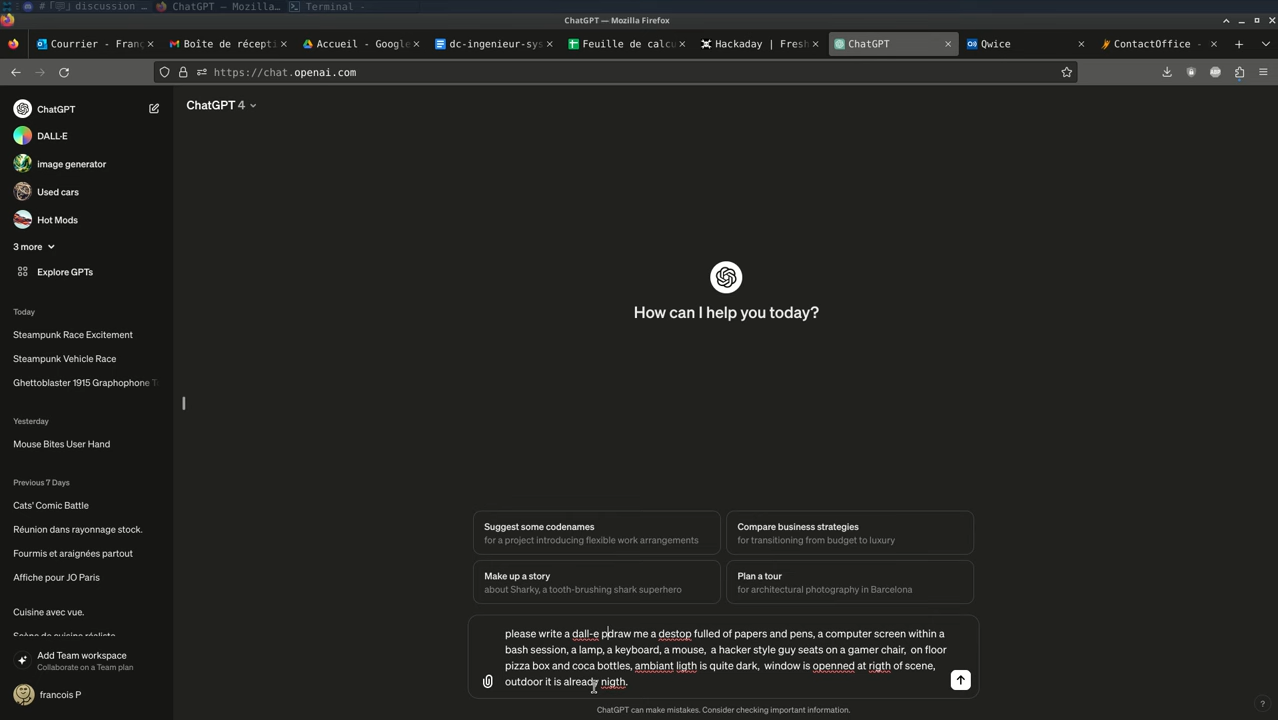 # [ ] discussion ...
ChatGPT — Mozilla...
Terminal -
ChatGPT — Mozilla Firefox
Courrier - Franç
Boîte de récepti
Accueil - Google
dc-ingenieur-sys
Feuille de calcu
Hackaday | Fresh
ChatGPT
Qwice
ContactOffice -
https://chat.openai.com
ChatGPT
ChatGPT 4
DALL·E
image generator
Used cars
Hot Mods
3 more
Explore GPTs
Today
Steampunk Race Excitement
Steampunk Vehicle Race
Ghettoblaster 1915 Graphophone T
Yesterday
Mouse Bites User Hand
Previous 7 Days
Cats' Comic Battle
Réunion dans rayonnage stock.
Fourmis et araignées partout
Affiche pour JO Paris
Cuisine avec vue.
Scène de cuisine réaliste
Add Team workspace
Collaborate on a Team plan
francois P
How can I help you today?
Suggest some codenames
for a project introducing flexible work arrangements
Compare business strategies
for transitioning from budget to luxury
Make up a story
about Sharky, a tooth-brushing shark superhero
Plan a tour
for architectural photography in Barcelona
please write a dall-e pdraw me a destop fulled of papers and pens, a computer screen within a
bash session, a lamp, a keyboard, a mouse, a hacker style guy seats on a gamer chair, on floor
pizza box and coca bottles, ambiant ligth is quite dark, window is openned at rigth of scene,
outdoor it is already nigth.
ChatGPT can make mistakes. Consider checking important information.
?